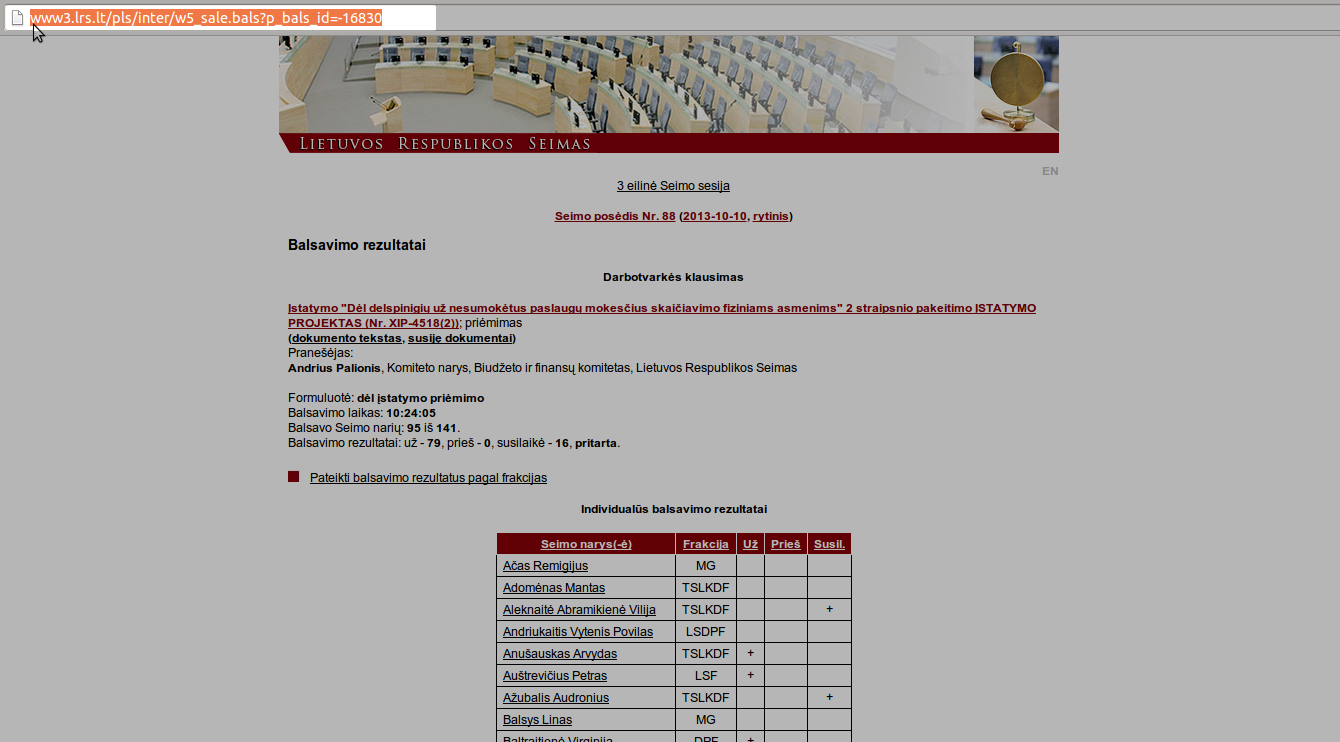 www3.lrs.lt/pls/inter/w5_sale.bals?p_bals_id=-16830
LIETUVOS RESPUBLIKOS SEIMAS
EN
3 eilinė Seimo sesija
Seimo posėdis Nr. 88 (2013-10-10, rytinis)
Balsavimo rezultatai
Darbotvarkės klausimas
Įstatymo "Dėl delspinigių už nesumokėtus paslaugų mokesčius skaičiavimo fiziniams asmenims" 2 straipsnio pakeitimo ĮSTATYMO
PROJEKTAS (Nr. XIP-4518(2)); priėmimas
(dokumento tekstas, susiję dokumentai)
Pranešėjas:
Andrius Palionis, Komiteto narys, Biudžeto ir finansų komitetas, Lietuvos Respublikos Seimas
Formuluotė: dėl įstatymo priėmimo
Balsavimo laikas: 10:24:05
Balsavo Seimo narių: 95 iš 141.
Balsavimo rezultatai: už - 79, prieš - 0, susilaikė - 16, pritarta.
Pateikti balsavimo rezultatus pagal frakcijas
Individualūs balsavimo rezultatai
Seimo narys(-ė) Frakcija Už Prieš Susil.
Ačas Remigijus MG
Adomėnas Mantas TSLKDF
Aleknaitė Abramikienė Vilija TSLKDF +
Andriukaitis Vytenis Povilas LSDPF
Anušauskas Arvydas TSLKDF +
Auštrevičius Petras LSF +
Ažubalis Audronius TSLKDF +
Balsys Linas MG
Baltraitienė Virginija DPF +